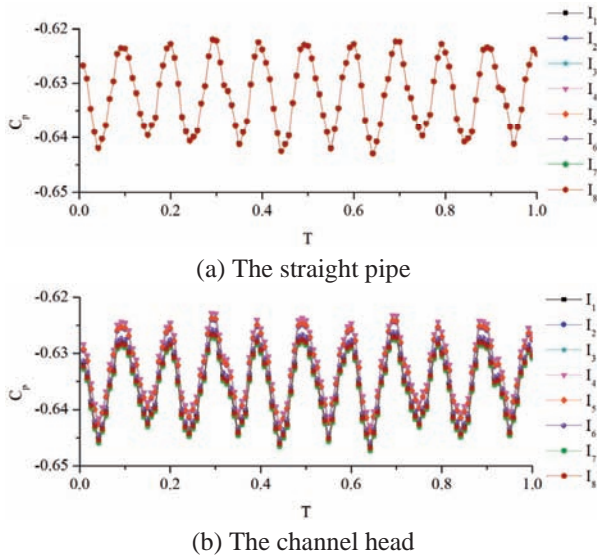 -0.62
-0.63
-0.64
-0.65
C_p
0.0 0.2 0.4 0.6 0.8 1.0
T
I_1
I_2
I_3
I_4
I_5
I_6
I_7
I_8
(a) The straight pipe
-0.62
-0.63
-0.64
-0.65
C_p
0.0 0.2 0.4 0.6 0.8 1.0
T
I_1
I_2
I_3
I_4
I_5
I_6
I_7
I_8
(b) The channel head